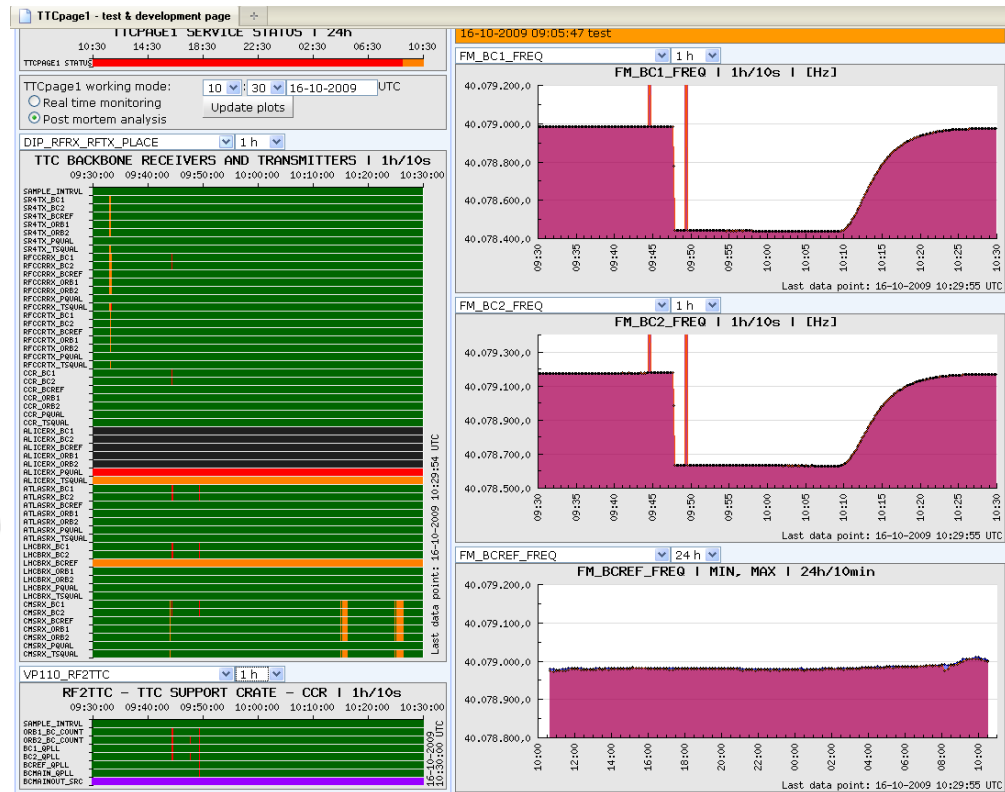 TTCpage1 - test & development page
TTCPAGE1 SERVICE STATUS | 24h
10:30 14:30 18:30 22:30 02:30 06:30 10:30
TTCPAGE1 STATUS
TTCpage1 working mode:
10 : 30 16-10-2009 UTC
Real time monitoring
Update plots
Post mortem analysis
DIP_RFRX_RFTX_PLACE 1 h
TTC BACKBONE RECEIVERS AND TRANSMITTERS | 1h/10s
09:30:00 09:40:00 09:50:00 10:00:00 10:10:00 10:20:00 10:30:00
SAMPLE_INTRVL
SR4TX_BC1
SR4TX_BC2
SR4TX_BCREF
SR4TX_ORB1
SR4TX_ORB2
SR4TX_PQUAL
SR4TX_TSQUAL
RFCCRRX_BC1
RFCCRRX_BC2
RFCCRRX_BCREF
RFCCRRX_ORB1
RFCCRRX_ORB2
RFCCRRX_PQUAL
RFCCRRX_TSQUAL
RFCCRTX_BC1
RFCCRTX_BC2
RFCCRTX_BCREF
RFCCRTX_ORB1
RFCCRTX_ORB2
RFCCRTX_PQUAL
RFCCRTX_TSQUAL
CCR_BC1
CCR_BC2
CCR_BCREF
CCR_ORB1
CCR_ORB2
CCR_PQUAL
CCR_TSQUAL
ALICERX_BC1
ALICERX_BC2
ALICERX_BCREF
ALICERX_ORB1
ALICERX_ORB2
ALICERX_PQUAL
ALICERX_TSQUAL
ATLASRX_BC1
ATLASRX_BC2
ATLASRX_BCREF
ATLASRX_ORB1
ATLASRX_ORB2
ATLASRX_PQUAL
ATLASRX_TSQUAL
LHCBRX_BC1
LHCBRX_BC2
LHCBRX_BCREF
LHCBRX_ORB1
LHCBRX_ORB2
LHCBRX_PQUAL
LHCBRX_TSQUAL
CMSRX_BC1
CMSRX_BC2
CMSRX_BCREF
CMSRX_ORB1
CMSRX_ORB2
CMSRX_PQUAL
CMSRX_TSQUAL
Last data point: 16-10-2009 10:29:54 UTC
VP110_RF2TTC 1 h
RF2TTC - TTC SUPPORT CRATE - CCR | 1h/10s
09:30:00 09:40:00 09:50:00 10:00:00 10:10:00 10:20:00 10:30:00
SAMPLE_INTRVL
ORB1_BC_COUNT
ORB2_BC_COUNT
BC1_QPLL
BC2_QPLL
BCREF_QPLL
BCMAIN_QPLL
BCMAINOUT_SRC
16-10-2009
10:30:00 UTC
16-10-2009 09:05:47 test
FM_BC1_FREQ 1 h
FM_BC1_FREQ | 1h/10s | [Hz]
40.079.200,0
40.079.000,0
40.078.800,0
40.078.600,0
40.078.400,0
09:30 09:35 09:40 09:45 09:50 09:55 10:00 10:05 10:10 10:15 10:20 10:25 10:30
Last data point: 16-10-2009 10:29:55 UTC
FM_BC2_FREQ 1 h
FM_BC2_FREQ | 1h/10s | [Hz]
40.079.300,0
40.079.100,0
40.078.900,0
40.078.700,0
40.078.500,0
09:30 09:35 09:40 09:45 09:50 09:55 10:00 10:05 10:10 10:15 10:20 10:25 10:30
Last data point: 16-10-2009 10:29:55 UTC
FM_BCREF_FREQ 24 h
FM_BCREF_FREQ | MIN, MAX | 24h/10min
40.079.200,0
40.079.100,0
40.079.000,0
40.078.900,0
40.078.800,0
10:00 12:00 14:00 16:00 18:00 20:00 22:00 00:00 02:00 04:00 06:00 08:00 10:00
Last data point: 16-10-2009 10:29:55 UTC